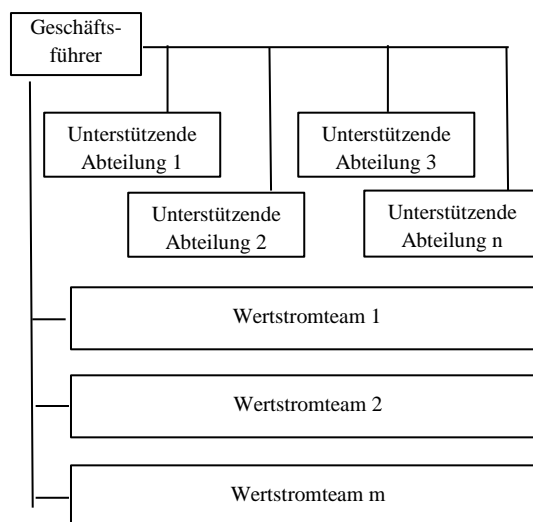 Geschäfts-
führer
Unterstützende
Abteilung 1
Unterstützende
Abteilung 3
Unterstützende
Abteilung 2
Unterstützende
Abteilung n
Wertstromteam 1
Wertstromteam 2
Wertstromteam m